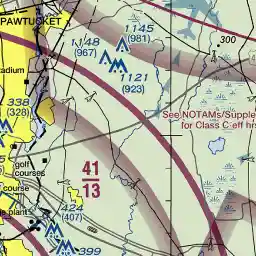 PAWTUCKET
1145
(981)
1148
(967)
300
1121
(923)
338
(328)
See NOTAMs/Supple
for Class C eff hrs
golf
courses
41
13
course
plant
424
(407)
399